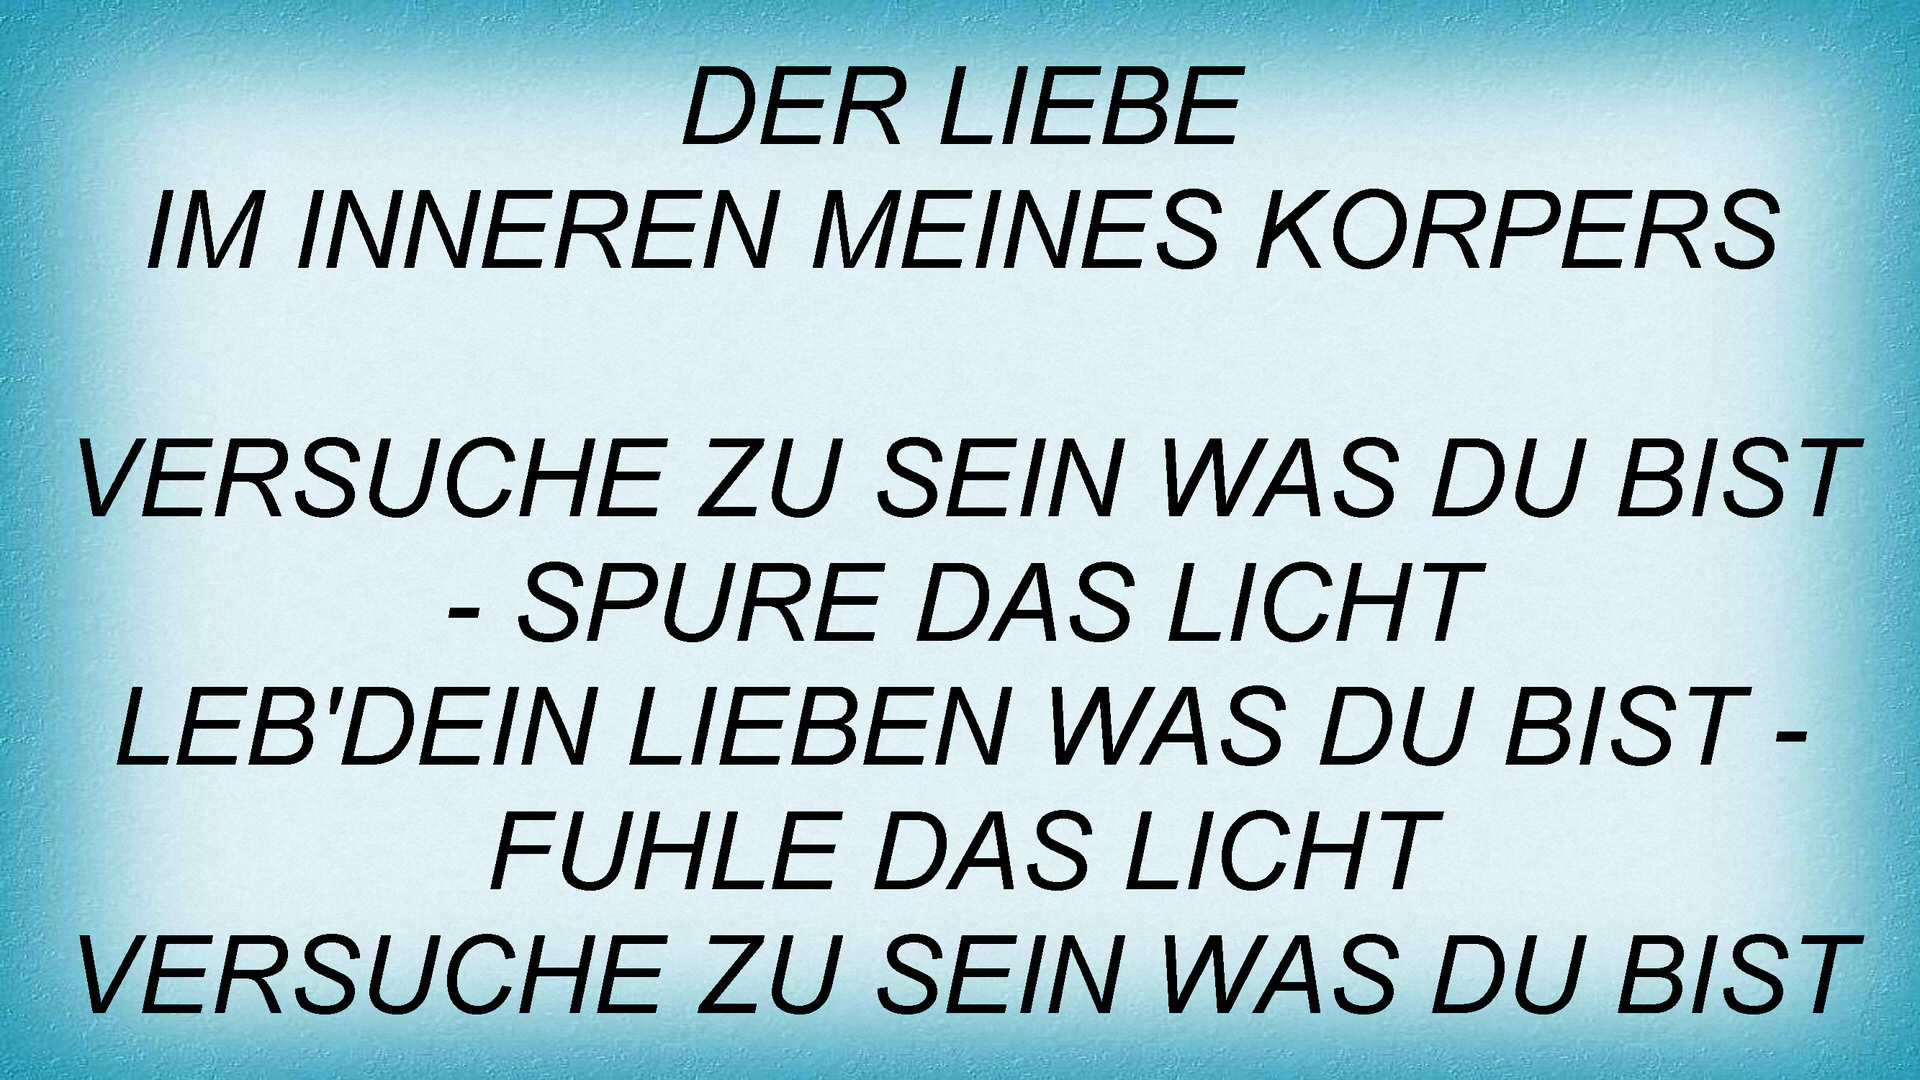 DER LIEBE
IM INNEREN MEINES KORPERS
VERSUCHE ZU SEIN WAS DU BIST
- SPURE DAS LICHT
LEB'DEIN LIEBEN WAS DU BIST -
FUHLE DAS LICHT
VERSUCHE ZU SEIN WAS DU BIST